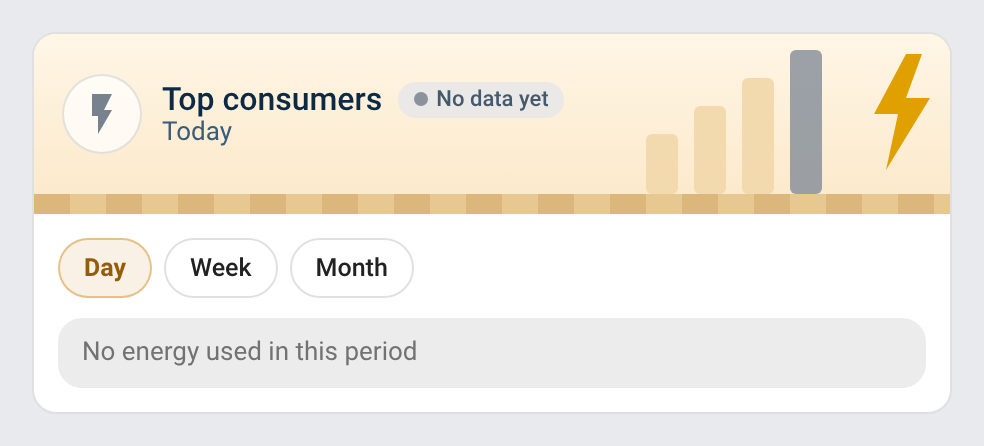 Top consumers
No data yet
Today
Day
Week
Month
No energy used in this period